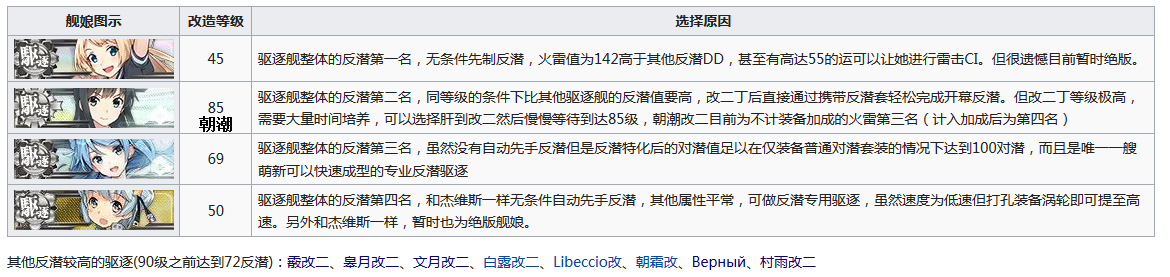 舰娘图示 改造等级 选择原因
驱逐 45 驱逐舰整体的反潜第一名，无条件先制反潜，火雷值为142高于其他反潜DD，甚至有高达55的运可以让她进行雷击CI。但很遗憾目前暂时绝版。
驱逐 85 朝潮 驱逐舰整体的反潜第二名，同等级的条件下比其他驱逐舰的反潜值要高，改二丁后直接通过携带反潜套轻松完成开幕反潜。但改二丁等级极高，
需要大量时间培养，可以选择肝到改二然后慢慢等待到达85级，朝潮改二目前为不计装备加成的火雷第三名（计入加成后为第四名）
驱逐 69 驱逐舰整体的反潜第三名，虽然没有自动先手反潜但是反潜特化后的对潜值足以在仅装备普通对潜套装的情况下达到100对潜，而且是唯一一艘
萌新可以快速成型的专业反潜驱逐
驱逐 50 驱逐舰整体的反潜第四名，和杰维斯一样无条件自动先手反潜，其他属性平常，可做反潜专用驱逐，虽然速度为低速但打孔装备涡轮即可提至高
速。另外和杰维斯一样，暂时也为绝版舰娘。
其他反潜较高的驱逐(90级之前达到72反潜)：霰改二、皐月改二、文月改二、白露改二、Libeccio改、朝霜改、Верный、村雨改二